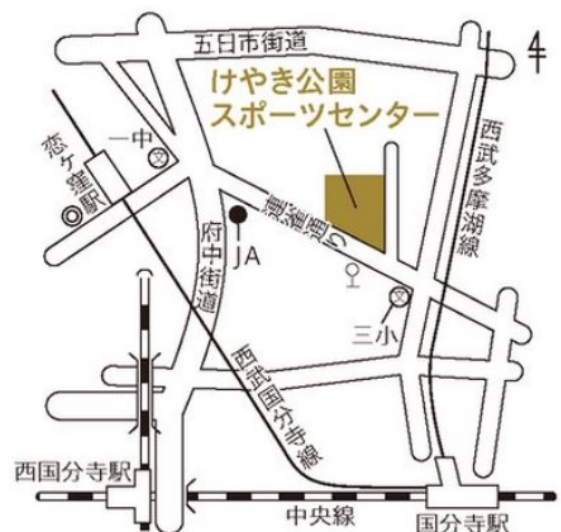 五日市街道
けやき公園
スポーツセンター
一中
文
恋ヶ窪駅
西武多摩湖線
連雀通り
府中街道
JA
文
三小
西武国分寺線
西国分寺駅
中央線
国分寺駅